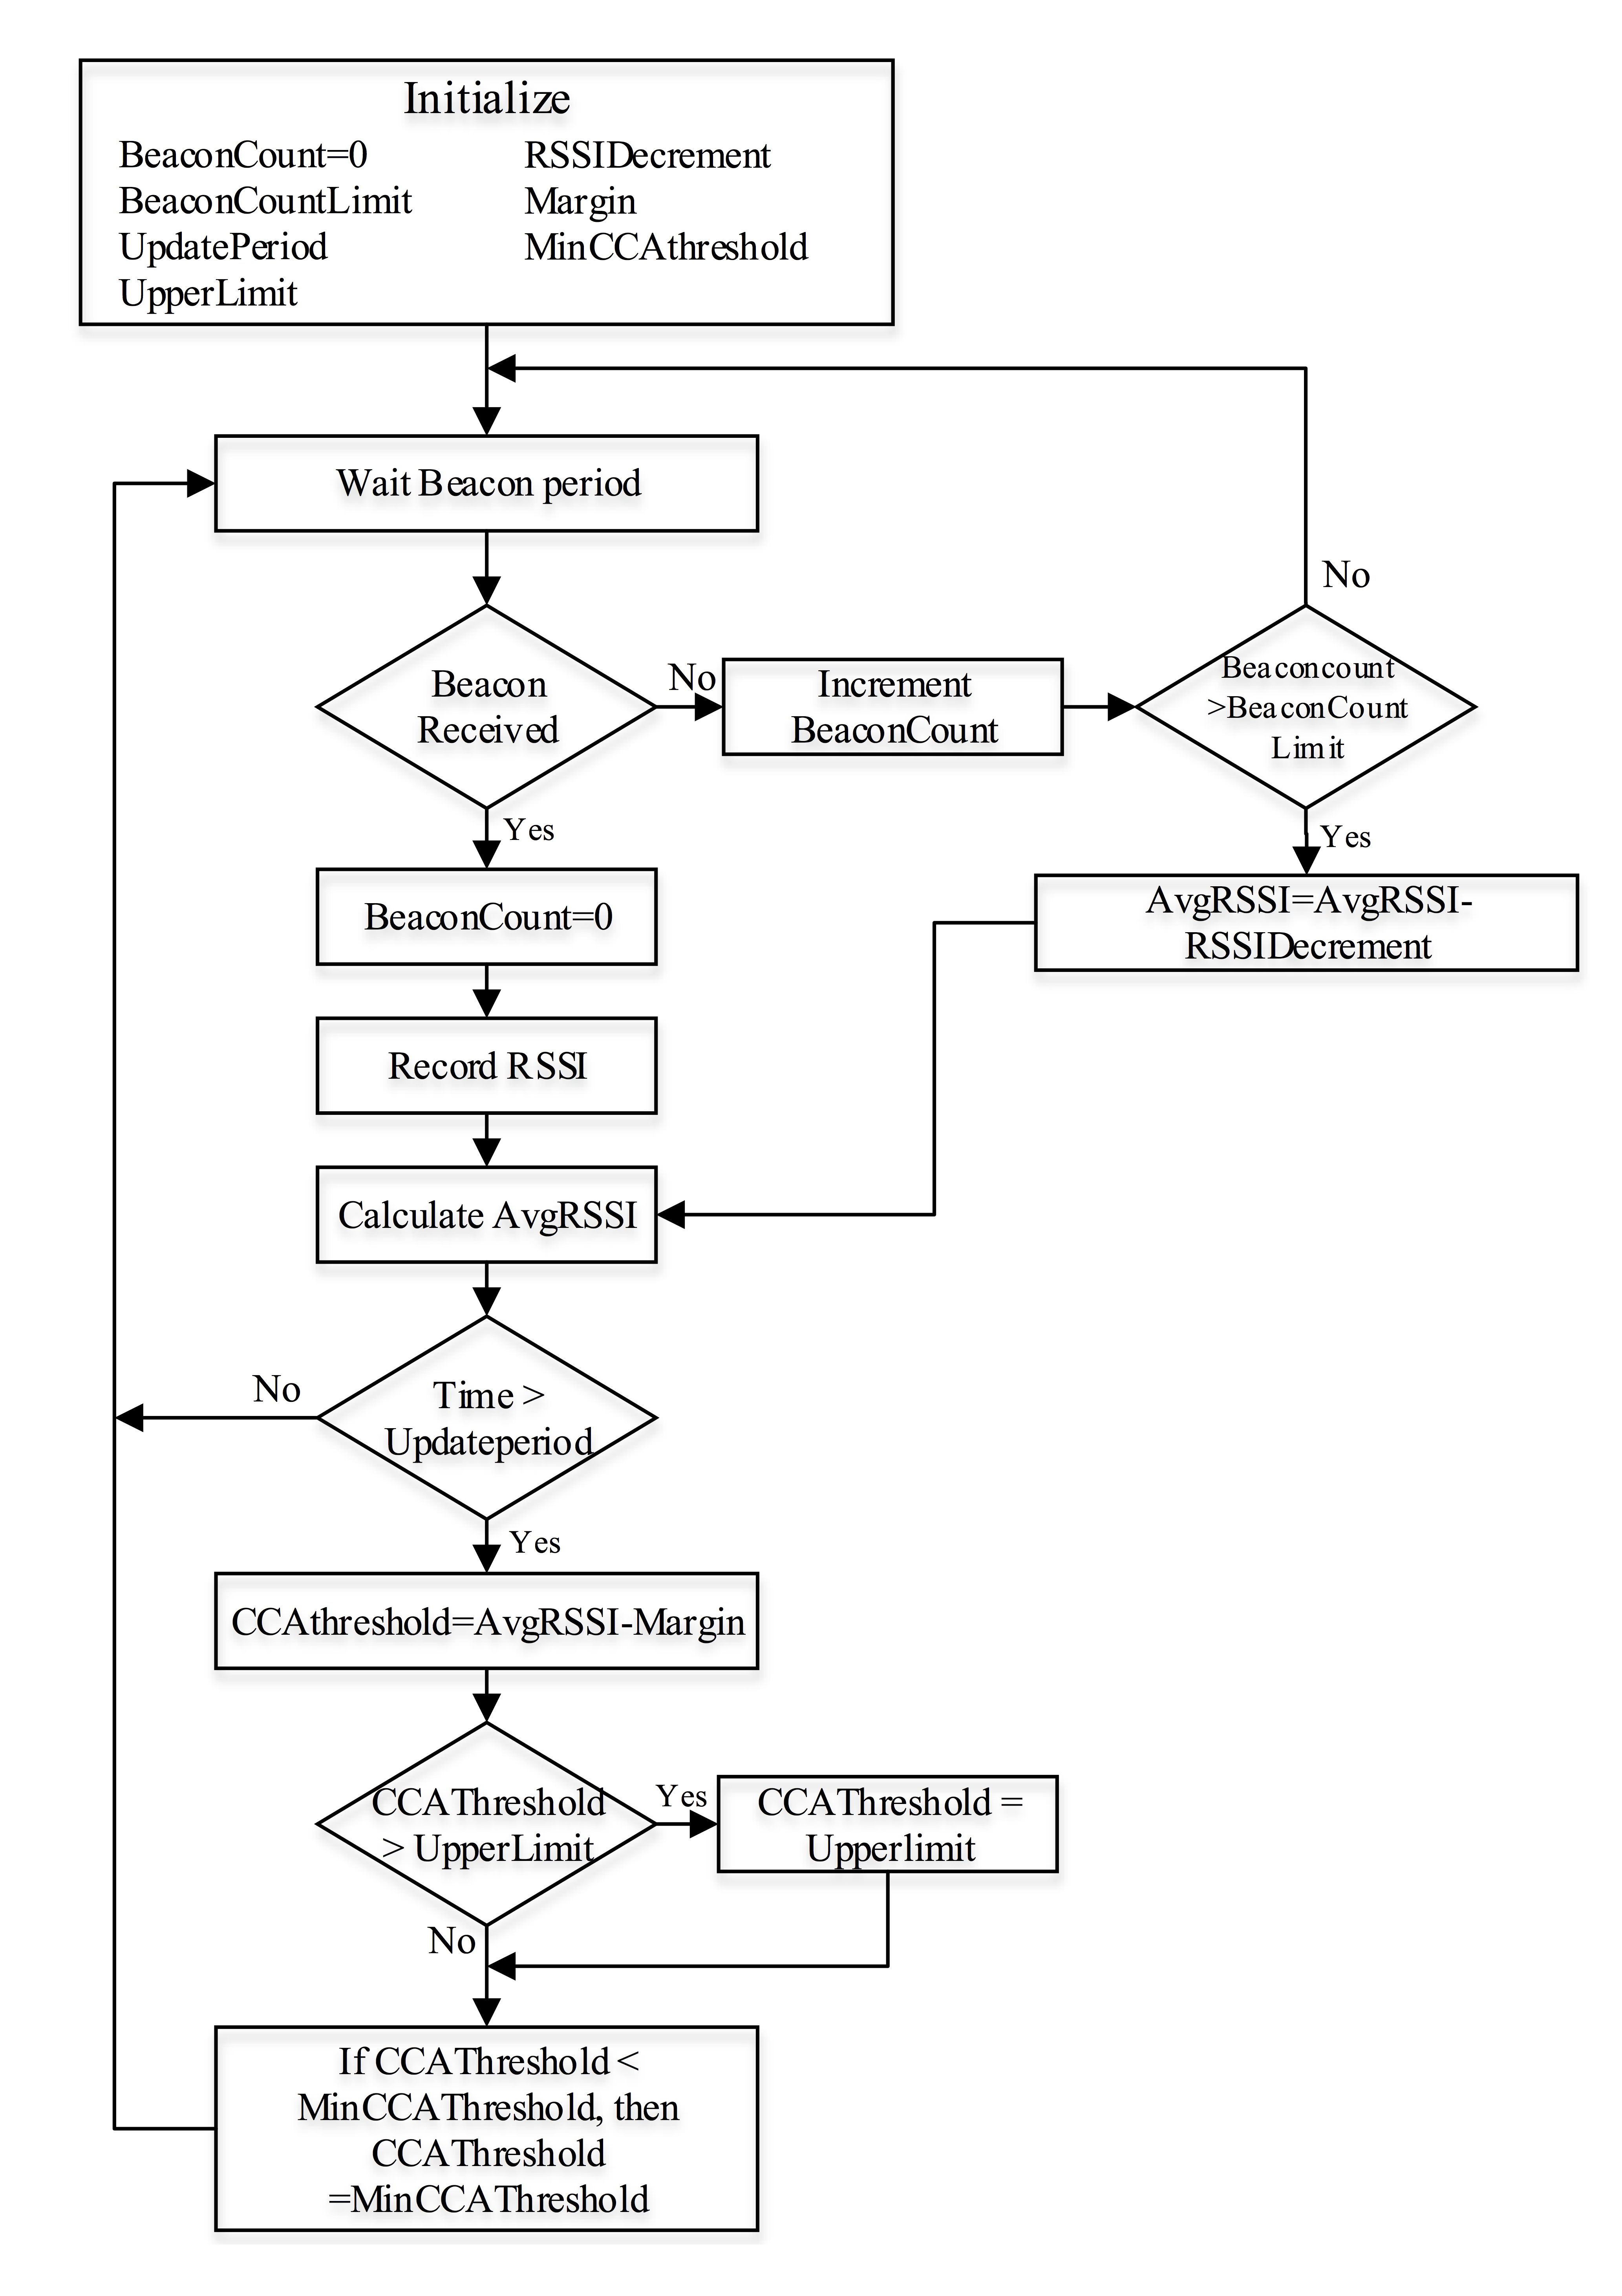 Initialize
BeaconCount=0
BeaconCountLimit
UpdatePeriod
UpperLimit
RSSIDecrement
Margin
MinCCAthreshold
Wait Beacon period
No
Beacon
Received
No
Increment
BeaconCount
Beaconcount
>BeaconCount
Limit
Yes
Yes
BeaconCount=0
AvgRSSI=AvgRSSI-
RSSIDecrement
Record RSSI
Calculate AvgRSSI
No
Time >
Updateperiod
Yes
CCAthreshold=AvgRSSI-Margin
CCAThreshold
> UpperLimit
Yes
CCAThreshold =
Upperlimit
No
If CCAThreshold <
MinCCAThreshold, then
CCAThreshold
=MinCCAThreshold